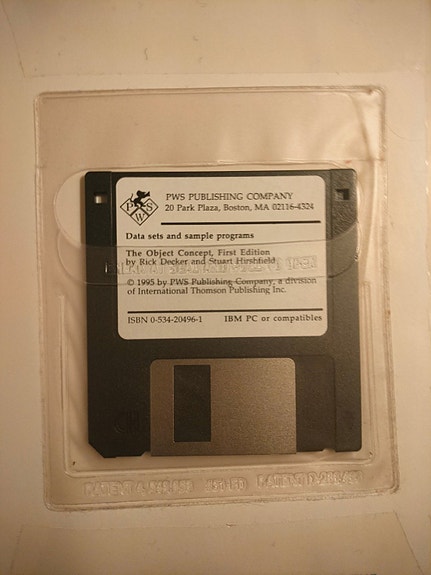 PWS
PWS PUBLISHING COMPANY
20 Park Plaza, Boston, MA 02116-4324
Data sets and sample programs
The Object Concept, First Edition
by Rick Decker and Stuart Hirshfield
© 1995 by PWS Publishing Company, a division
of International Thomson Publishing Inc.
ISBN 0-534-20496-1 IBM PC or compatibles